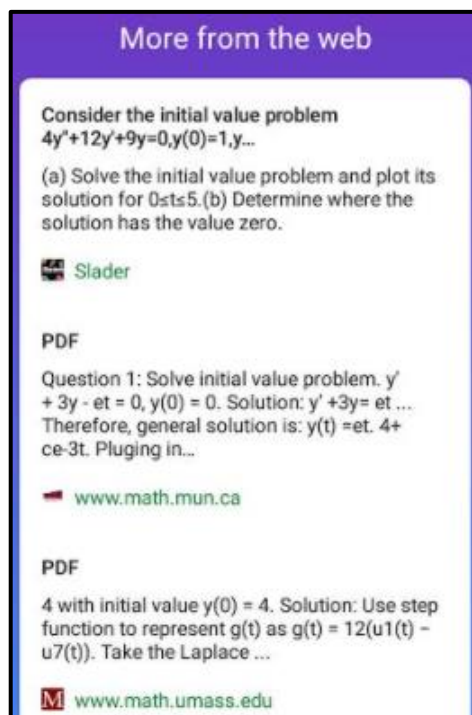 More from the web
Consider the initial value problem
4y"+12y'+9y=0,y(0)=1,y...
(a) Solve the initial value problem and plot its
solution for 0≤t≤5.(b) Determine where the
solution has the value zero.
Slader
PDF
Question 1: Solve initial value problem. y'
+ 3y - et = 0, y(0) = 0. Solution: y' +3y= et ...
Therefore, general solution is: y(t) =et. 4+
ce-3t. Pluging in...
www.math.mun.ca
PDF
4 with initial value y(0) = 4. Solution: Use step
function to represent g(t) as g(t) = 12(u1(t) −
u7(t)). Take the Laplace ...
M www.math.umass.edu